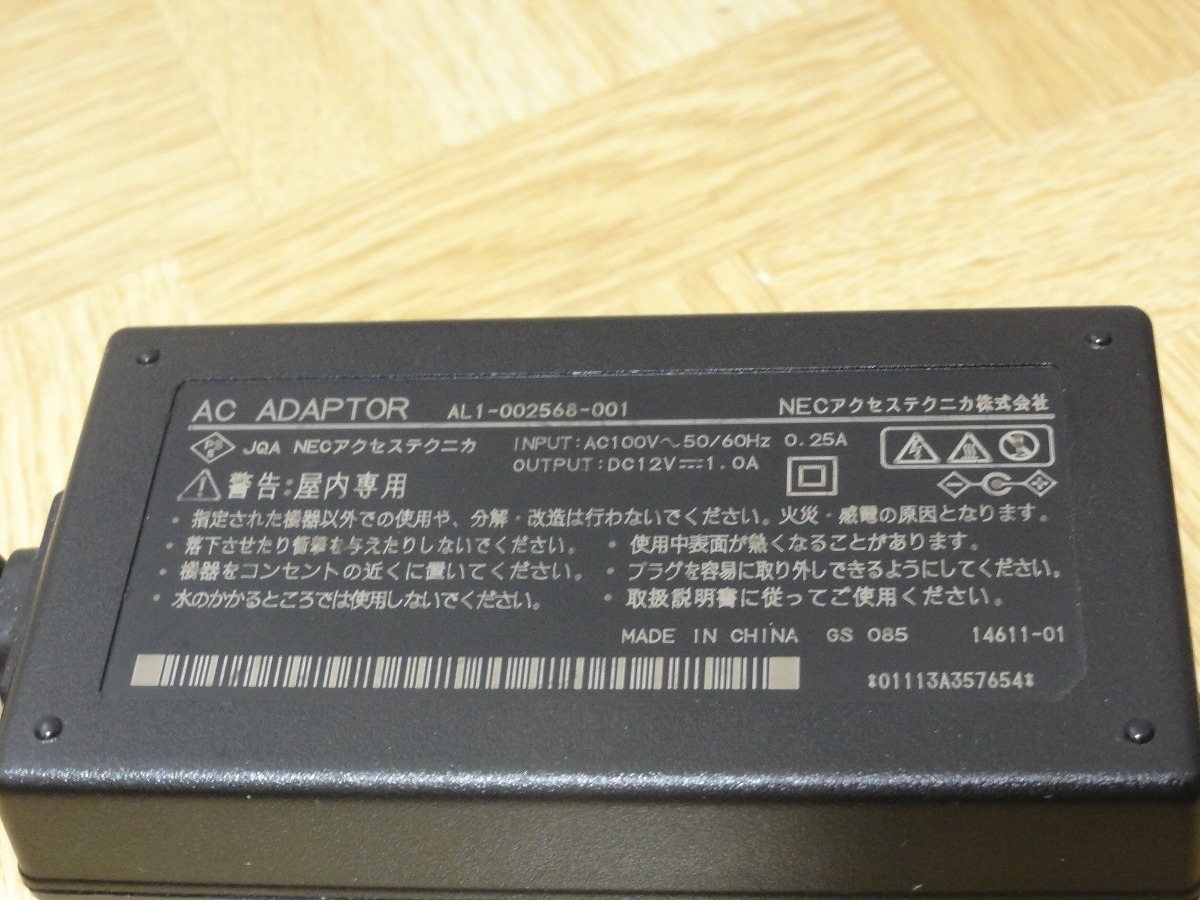 AC ADAPTOR AL1-002568-001 NECアクセステクニカ株式会社
PSE JQA NECアクセステクニカ INPUT:AC100V～50/60Hz 0.25A
OUTPUT:DC12V⎓1.0A
警告:屋内専用
・指定された機器以外での使用や、分解・改造は行わないでください。火災・感電の原因となります。
・落下させたり衝撃を与えたりしないでください。 ・使用中表面が熱くなることがあります。
・機器をコンセントの近くに置いてください。 ・プラグを容易に取り外しできるようにしてください。
・水のかかるところでは使用しないでください。 ・取扱説明書に従ってご使用ください。
MADE IN CHINA GS 085 14611-01
*01113A357654*